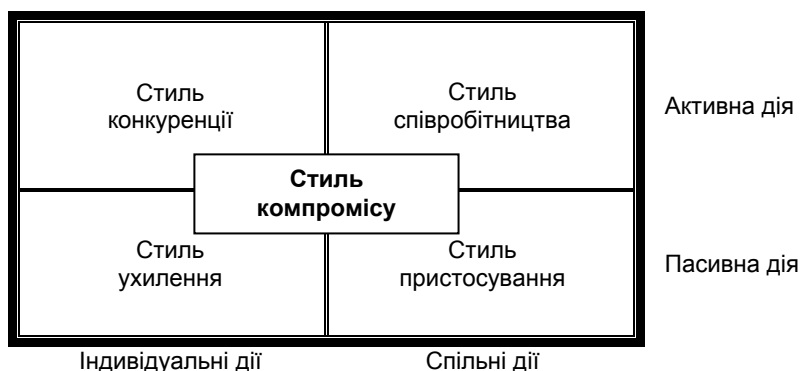 Стиль
конкуренції
Стиль
співробітництва
Активна дія
Стиль
компромісу
Стиль
ухилення
Стиль
пристосування
Пасивна дія
Індивідуальні дії
Спільні дії